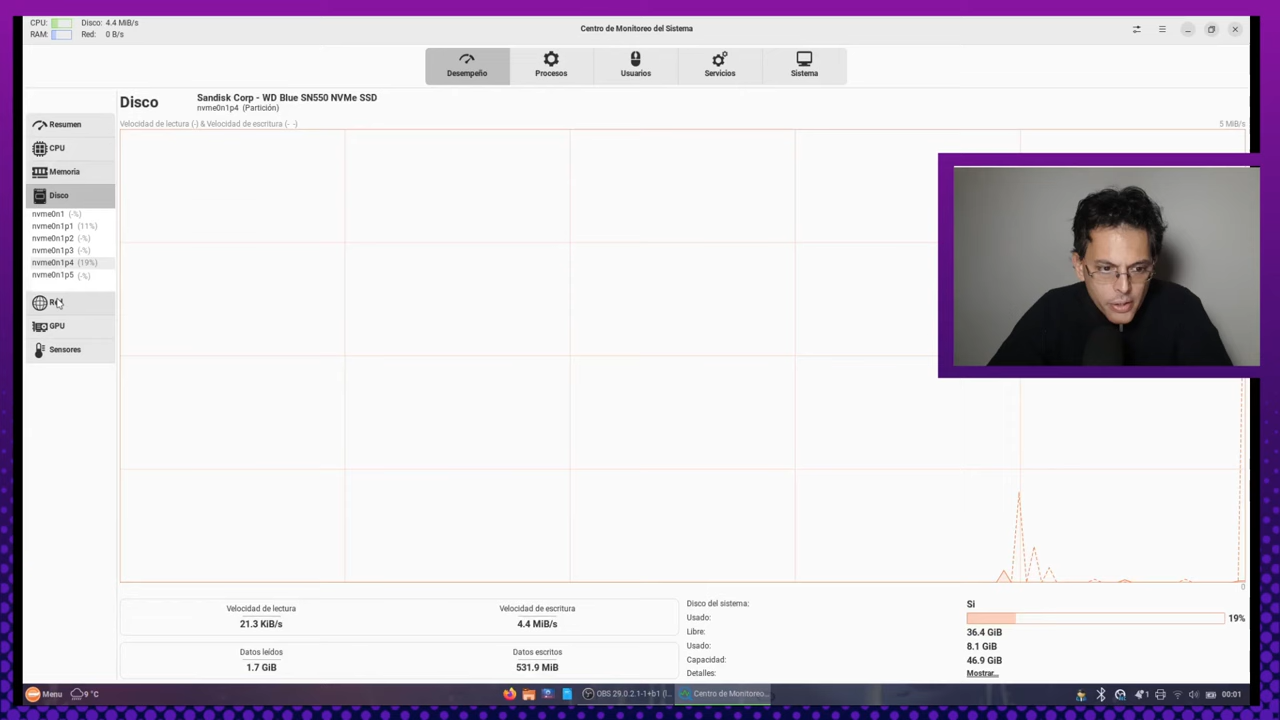 CPU:
Disco: 4.4 MiB/s
RAM:
Red: 0 B/s
Centro de Monitoreo del Sistema
Desempeño
Procesos
Usuarios
Servicios
Sistema
Disco
Sandisk Corp - WD Blue SN550 NVMe SSD
nvme0n1p4 (Partición)
Velocidad de lectura (-) & Velocidad de escritura (- -)
5 MiB/s
Resumen
CPU
Memoria
Disco
nvme0n1 (-%)
nvme0n1p1 (11%)
nvme0n1p2 (-%)
nvme0n1p3 (-%)
nvme0n1p4 (19%)
nvme0n1p5 (-%)
GPU
Sensores
0
Velocidad de lectura
21.3 KiB/s
Velocidad de escritura
4.4 MiB/s
Datos leídos
1.7 GiB
Datos escritos
531.9 MiB
Disco del sistema:
Si
Usado:
19%
Libre:
36.4 GiB
Usado:
8.1 GiB
Capacidad:
46.9 GiB
Detalles:
Mostrar...
Menu
9 °C
OBS 29.0.2.1-1+b1 (l...
Centro de Monitoreo...
1
00:01